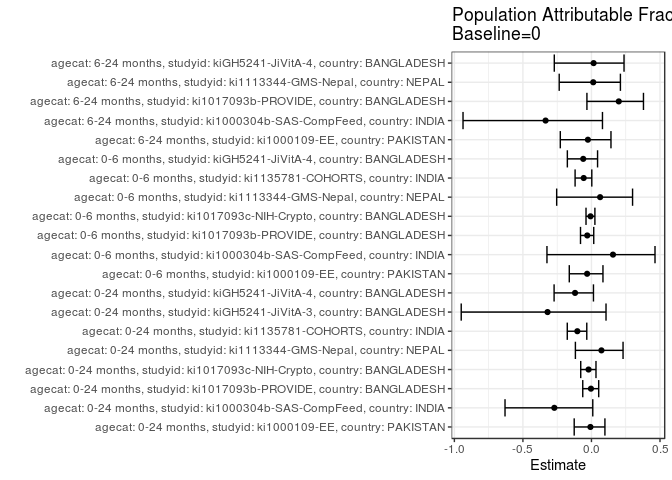 Population Attributable Frac
Baseline=0
agecat: 6-24 months, studyid: kiGH5241-JiVitA-4, country: BANGLADESH
agecat: 6-24 months, studyid: ki1113344-GMS-Nepal, country: NEPAL
agecat: 6-24 months, studyid: ki1017093b-PROVIDE, country: BANGLADESH
agecat: 6-24 months, studyid: ki1000304b-SAS-CompFeed, country: INDIA
agecat: 6-24 months, studyid: ki1000109-EE, country: PAKISTAN
agecat: 0-6 months, studyid: kiGH5241-JiVitA-4, country: BANGLADESH
agecat: 0-6 months, studyid: ki1135781-COHORTS, country: INDIA
agecat: 0-6 months, studyid: ki1113344-GMS-Nepal, country: NEPAL
agecat: 0-6 months, studyid: ki1017093c-NIH-Crypto, country: BANGLADESH
agecat: 0-6 months, studyid: ki1017093b-PROVIDE, country: BANGLADESH
agecat: 0-6 months, studyid: ki1000304b-SAS-CompFeed, country: INDIA
agecat: 0-6 months, studyid: ki1000109-EE, country: PAKISTAN
agecat: 0-24 months, studyid: kiGH5241-JiVitA-4, country: BANGLADESH
agecat: 0-24 months, studyid: kiGH5241-JiVitA-3, country: BANGLADESH
agecat: 0-24 months, studyid: ki1135781-COHORTS, country: INDIA
agecat: 0-24 months, studyid: ki1113344-GMS-Nepal, country: NEPAL
agecat: 0-24 months, studyid: ki1017093c-NIH-Crypto, country: BANGLADESH
agecat: 0-24 months, studyid: ki1017093b-PROVIDE, country: BANGLADESH
agecat: 0-24 months, studyid: ki1000304b-SAS-CompFeed, country: INDIA
agecat: 0-24 months, studyid: ki1000109-EE, country: PAKISTAN
-1.0 -0.5 0.0 0.5
Estimate